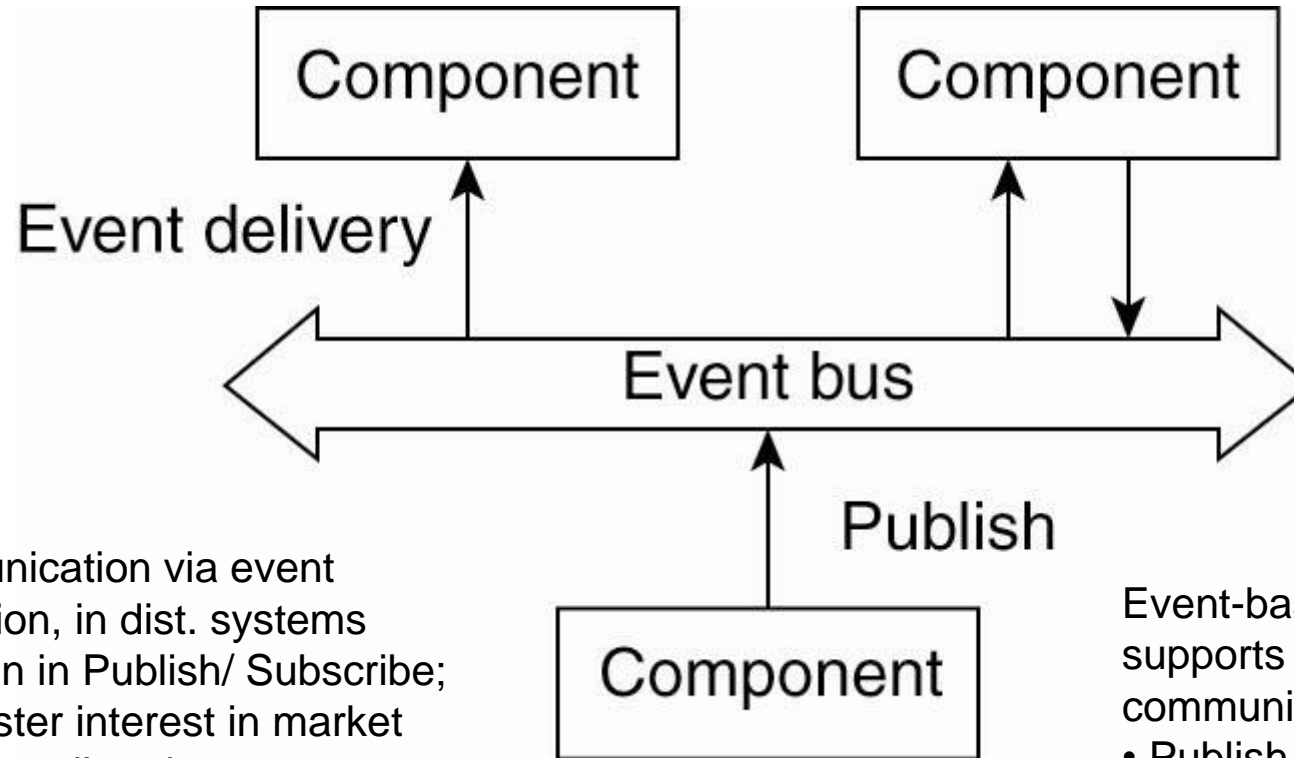 Component
Component
Event delivery
Event bus
Publish
Component
unication via event
ion, in dist. systems
n in Publish/ Subscribe;
ster interest in market
Event-bas
supports
communi
• Publish